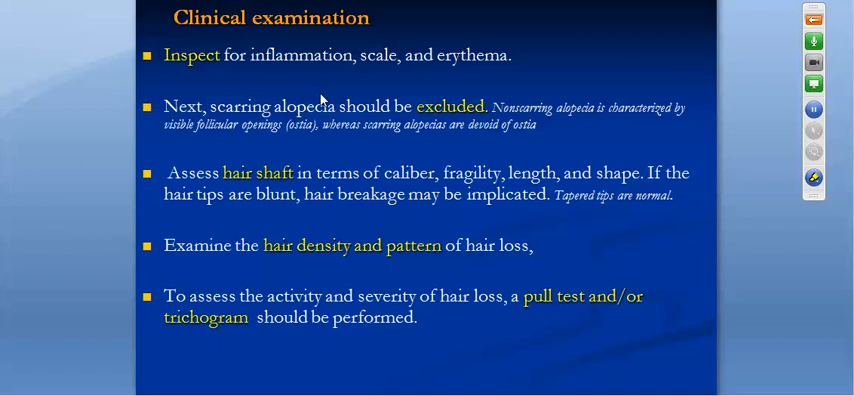 Clinical examination
Inspect for inflammation, scale, and erythema.
Next, scarring alopecia should be excluded. Nonscarring alopecia is characterized by
visible follicular openings (ostia), whereas scarring alopecias are devoid of ostia
Assess hair shaft in terms of caliber, fragility, length, and shape. If the
hair tips are blunt, hair breakage may be implicated. Tapered tips are normal.
Examine the hair density and pattern of hair loss,
To assess the activity and severity of hair loss, a pull test and/or
trichogram should be performed.